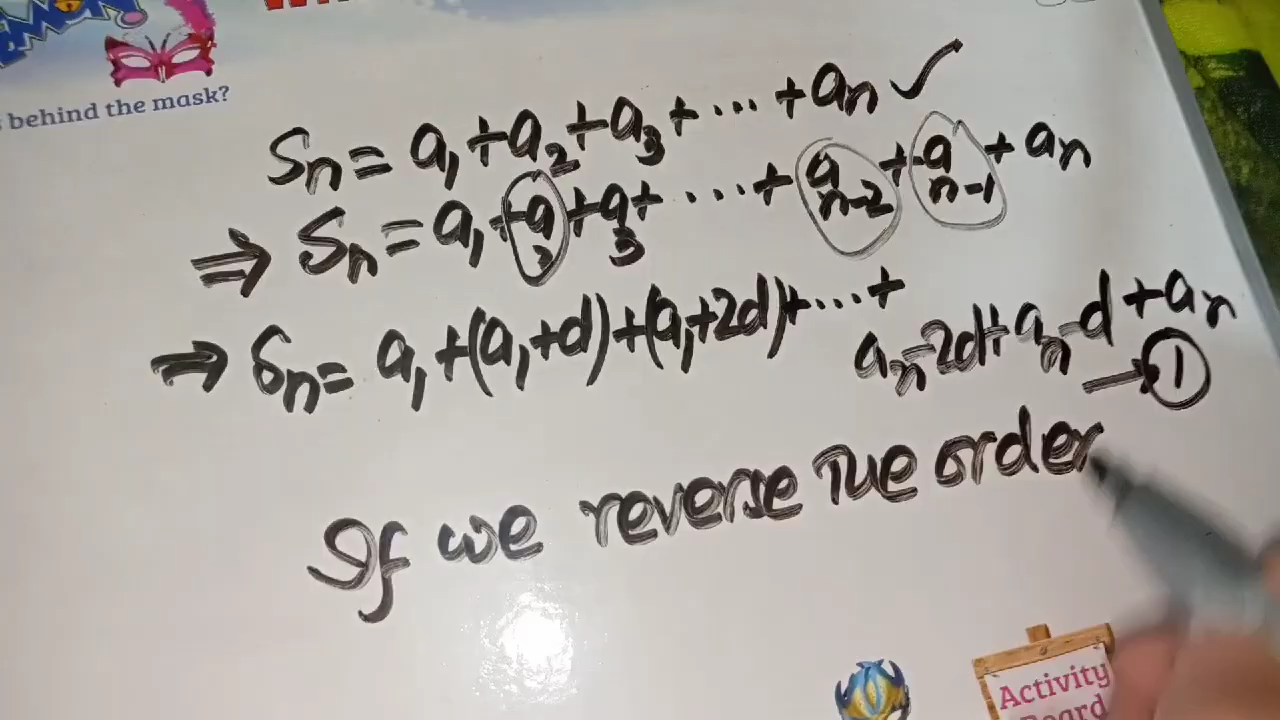 s behind the mask?
Sn = a₁ + a₂ + a₃ + ... + an ✓
⇒ Sn = a₁ + a₂ + a₃ + ... + an-2 + an-1 + an
⇒ Sn = a₁ + (a₁+d) + (a₁+2d) + ... + an-2d + an-d + an → ①
If we reverse the order
Activity
Board